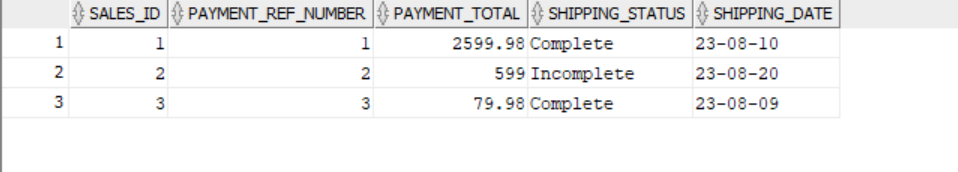 SALES_ID PAYMENT_REF_NUMBER PAYMENT_TOTAL SHIPPING_STATUS SHIPPING_DATE
1 1 1 2599.98 Complete 23-08-10
2 2 2 599 Incomplete 23-08-20
3 3 3 79.98 Complete 23-08-09